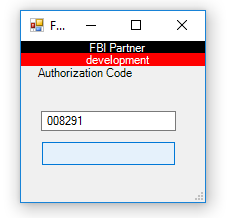 F...
FBI Partner
development
Authorization Code
008291